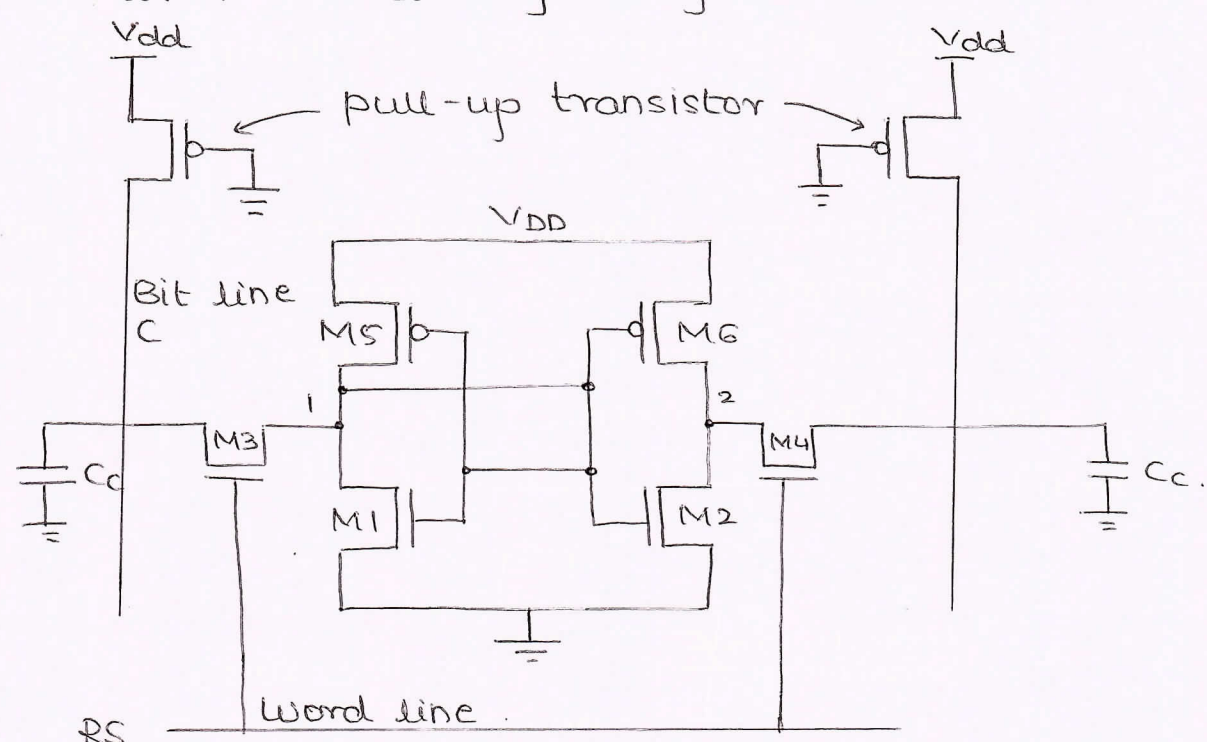 Vdd Vdd
pull-up transistor
VDD
Bit line
C
M5 M6
1 2
M3 M4
Cc Cc.
M1 M2
word line.
RS